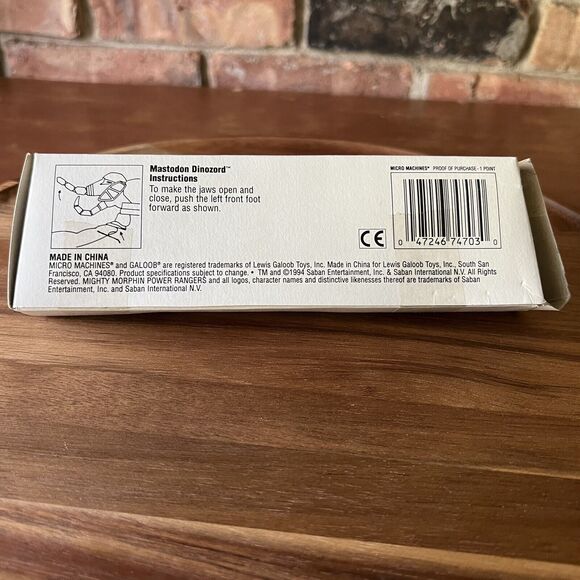 Mastodon Dinozord™
Instructions
To make the jaws open and
close, push the left front foot
forward as shown.
MICRO MACHINES® PROOF OF PURCHASE - 1 POINT
CE
0 47246 74703 0
MADE IN CHINA
MICRO MACHINES® and GALOOB® are registered trademarks of Lewis Galoob Toys, Inc. Made in China for Lewis Galoob Toys, Inc., South San
Francisco, CA 94080. Product specifications subject to change. • TM and ©1994 Saban Entertainment, Inc. & Saban International N.V. All Rights
Reserved. MIGHTY MORPHIN POWER RANGERS and all logos, character names and distinctive likenesses thereof are trademarks of Saban
Entertainment, Inc. and Saban International N.V.